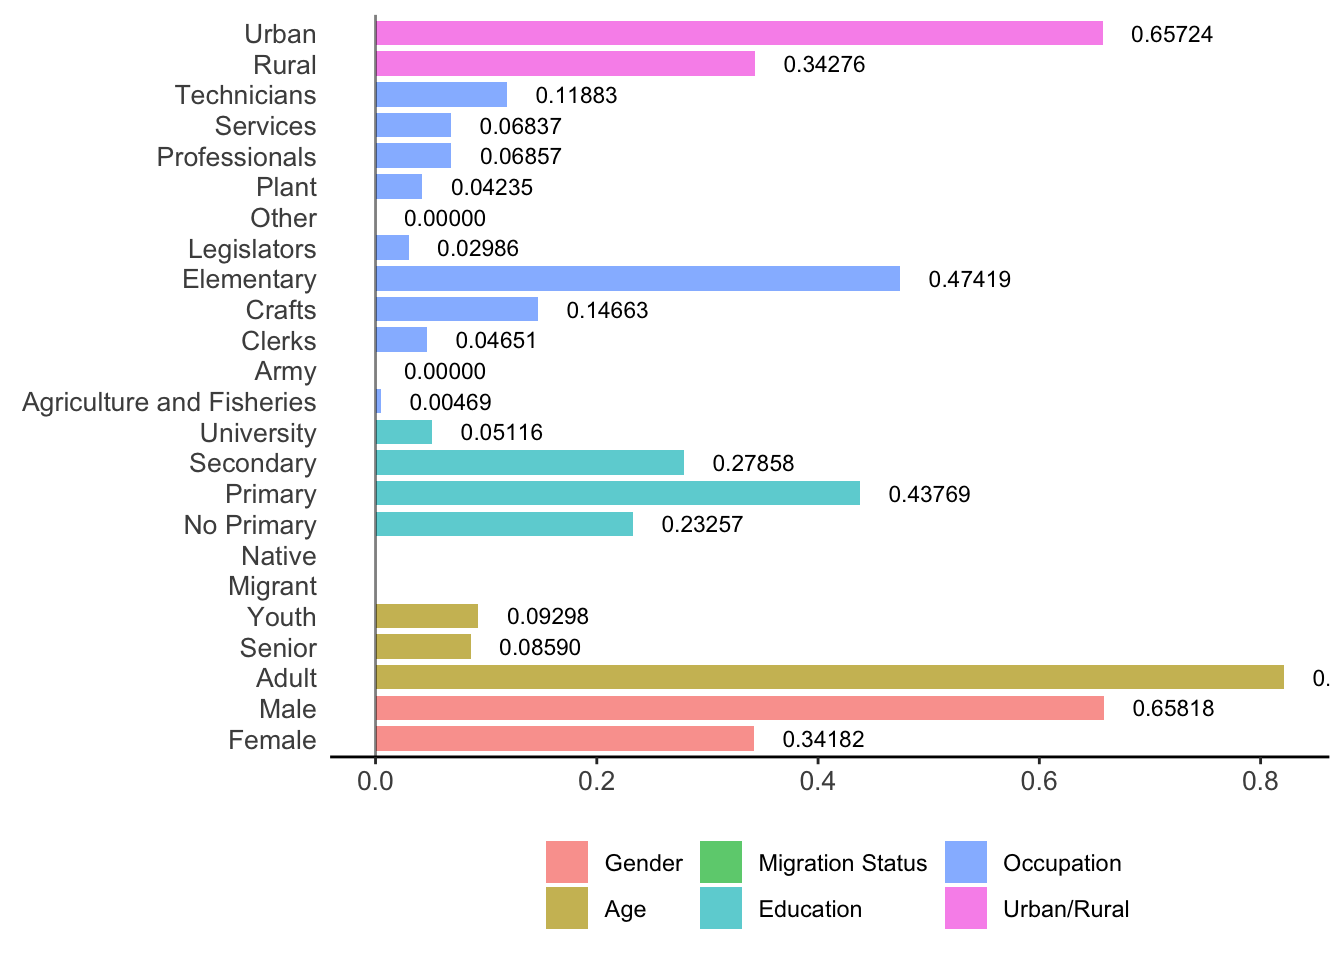 Urban 0.65724
Rural 0.34276
Technicians 0.11883
Services 0.06837
Professionals 0.06857
Plant 0.04235
Other 0.00000
Legislators 0.02986
Elementary 0.47419
Crafts 0.14663
Clerks 0.04651
Army 0.00000
Agriculture and Fisheries 0.00469
University 0.05116
Secondary 0.27858
Primary 0.43769
No Primary 0.23257
Native
Migrant
Youth 0.09298
Senior 0.08590
Adult 0.
Male 0.65818
Female 0.34182
0.0 0.2 0.4 0.6 0.8
Gender Migration Status Occupation
Age Education Urban/Rural